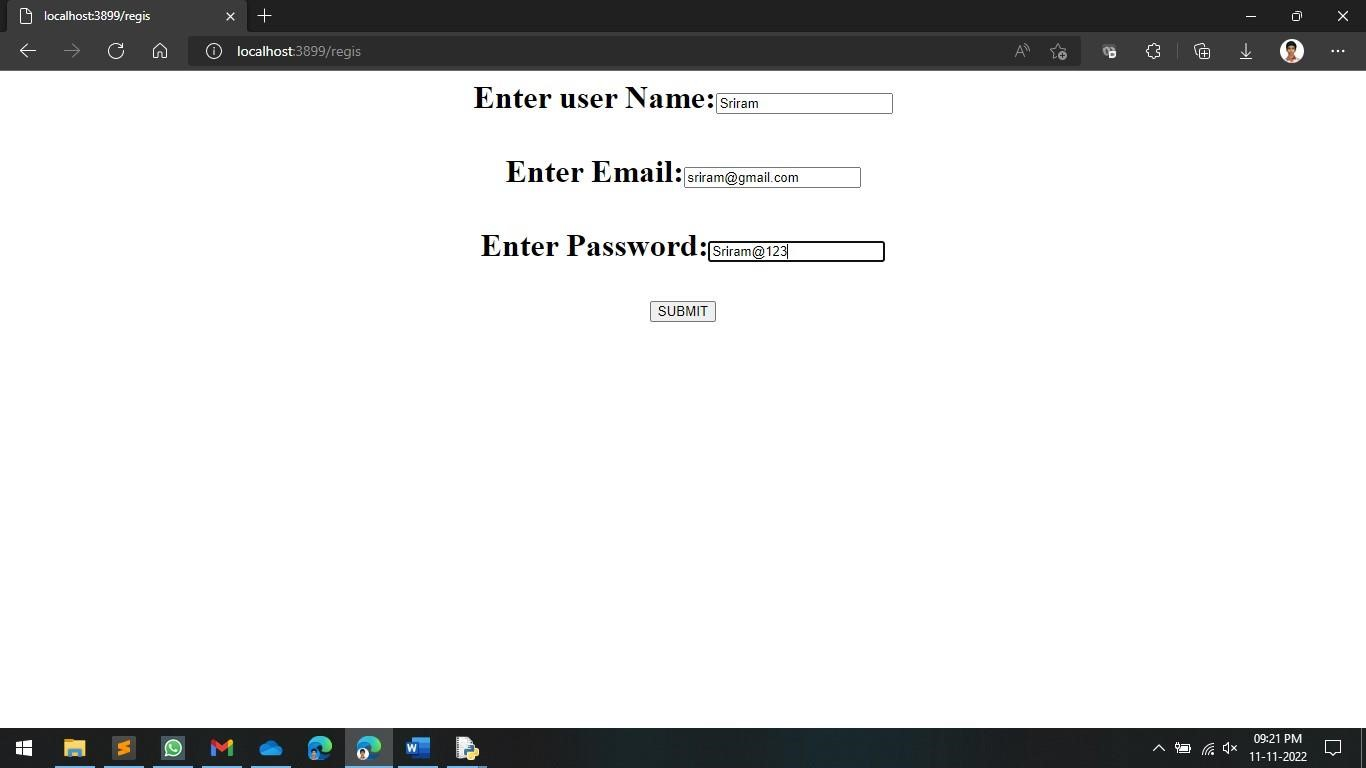 localhost:3899/regis
localhost:3899/regis
Enter user Name: Sriram
Enter Email: sriram@gmail.com
Enter Password: Sriram@123
SUBMIT
09:21 PM
11-11-2022